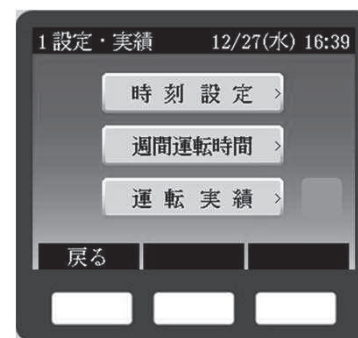 1設定・実績 12/27(水) 16:39
時刻設定 >
週間運転時間 >
運転実績 >
戻る